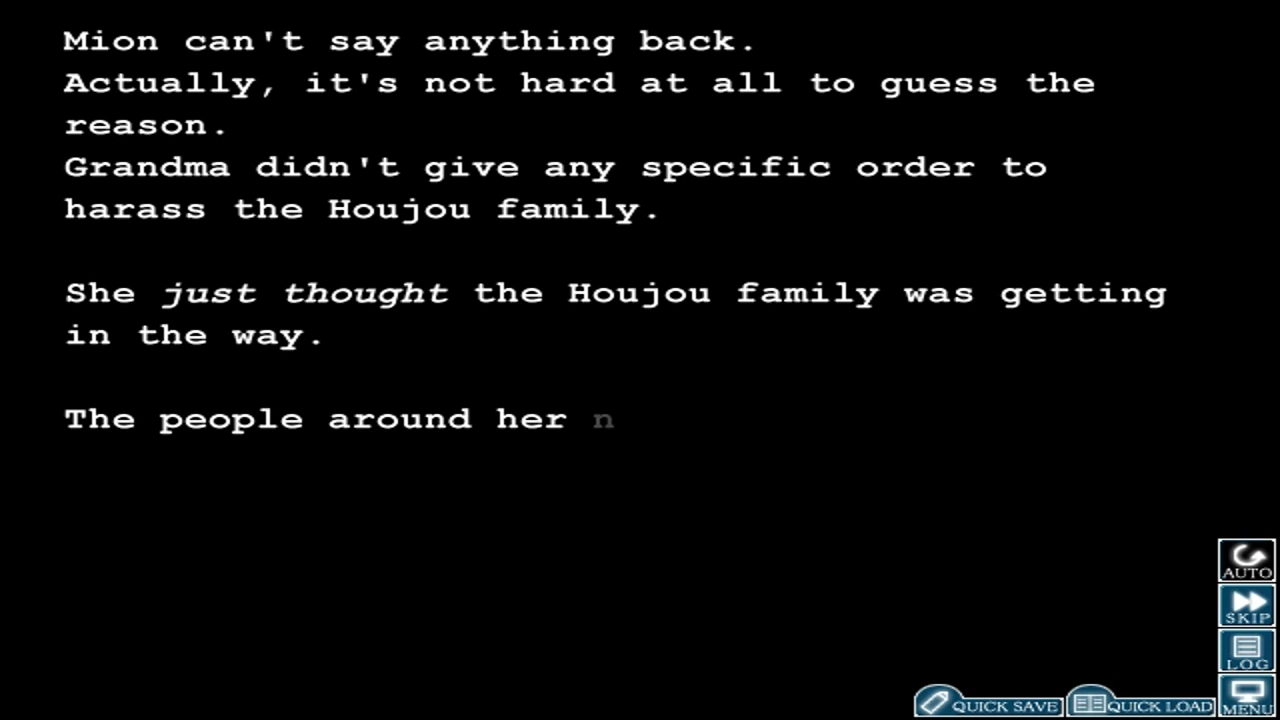 Mion can't say anything back.
Actually, it's not hard at all to guess the
reason.
Grandma didn't give any specific order to
harass the Houjou family.
She just thought the Houjou family was getting
in the way.
The people around her n
AUTO
SKIP
LOG
QUICK SAVE
QUICK LOAD
MENU